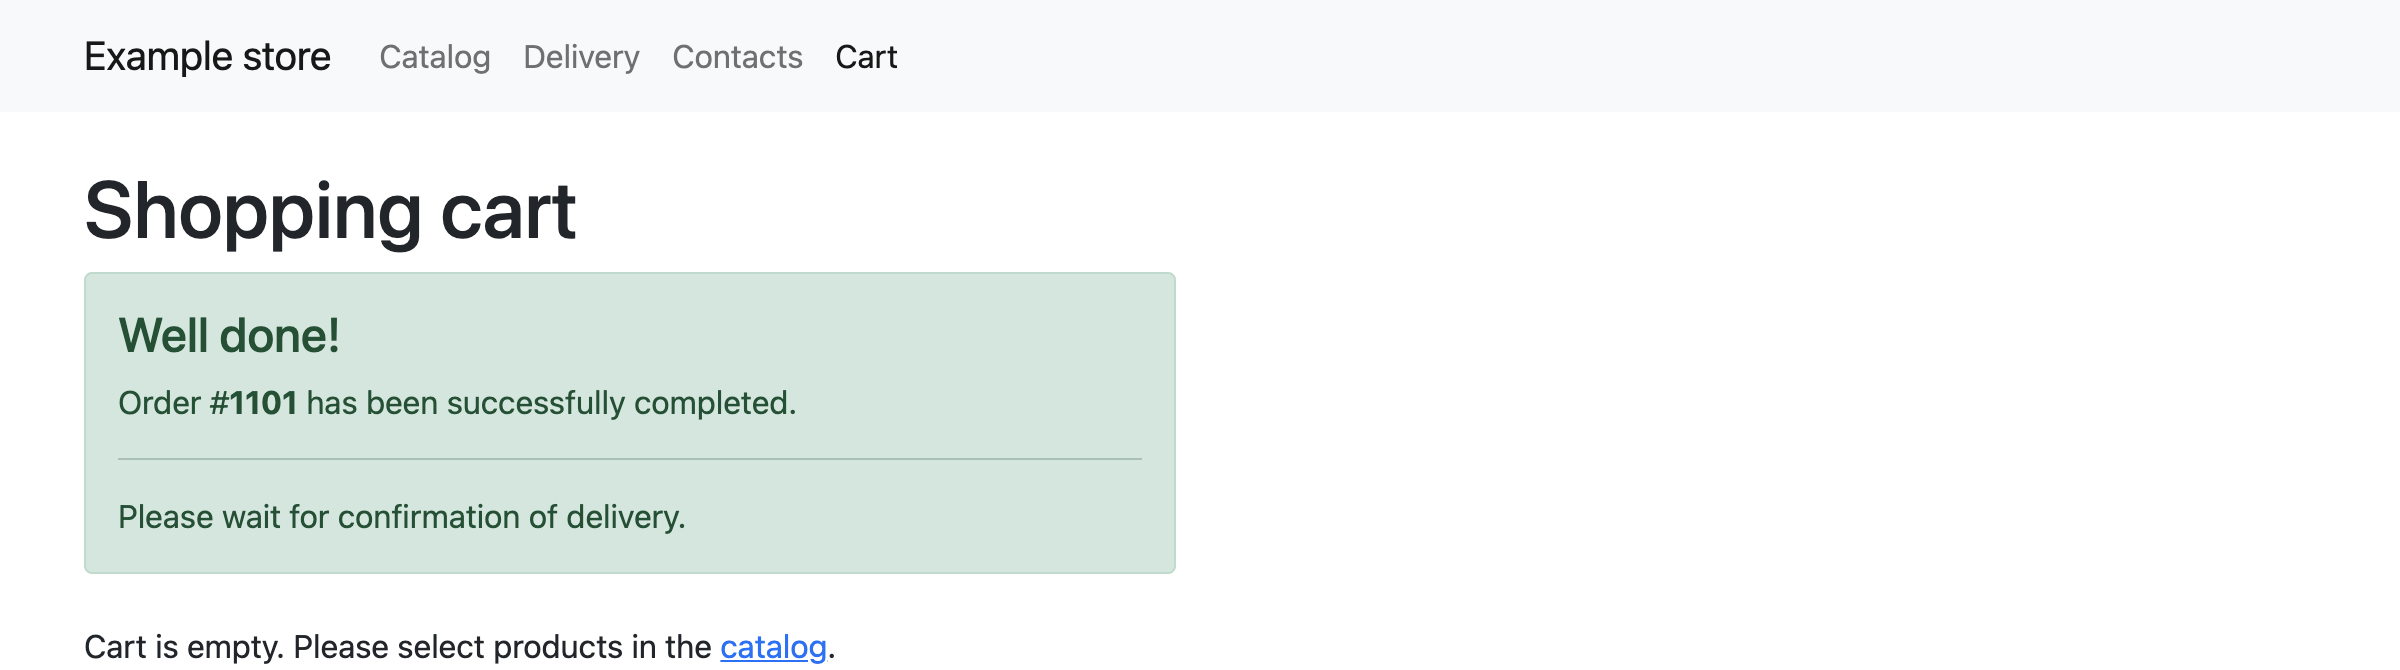 Example store Catalog Delivery Contacts Cart
Shopping cart
Well done!
Order #1101 has been successfully completed.
Please wait for confirmation of delivery.
Cart is empty. Please select products in the catalog.